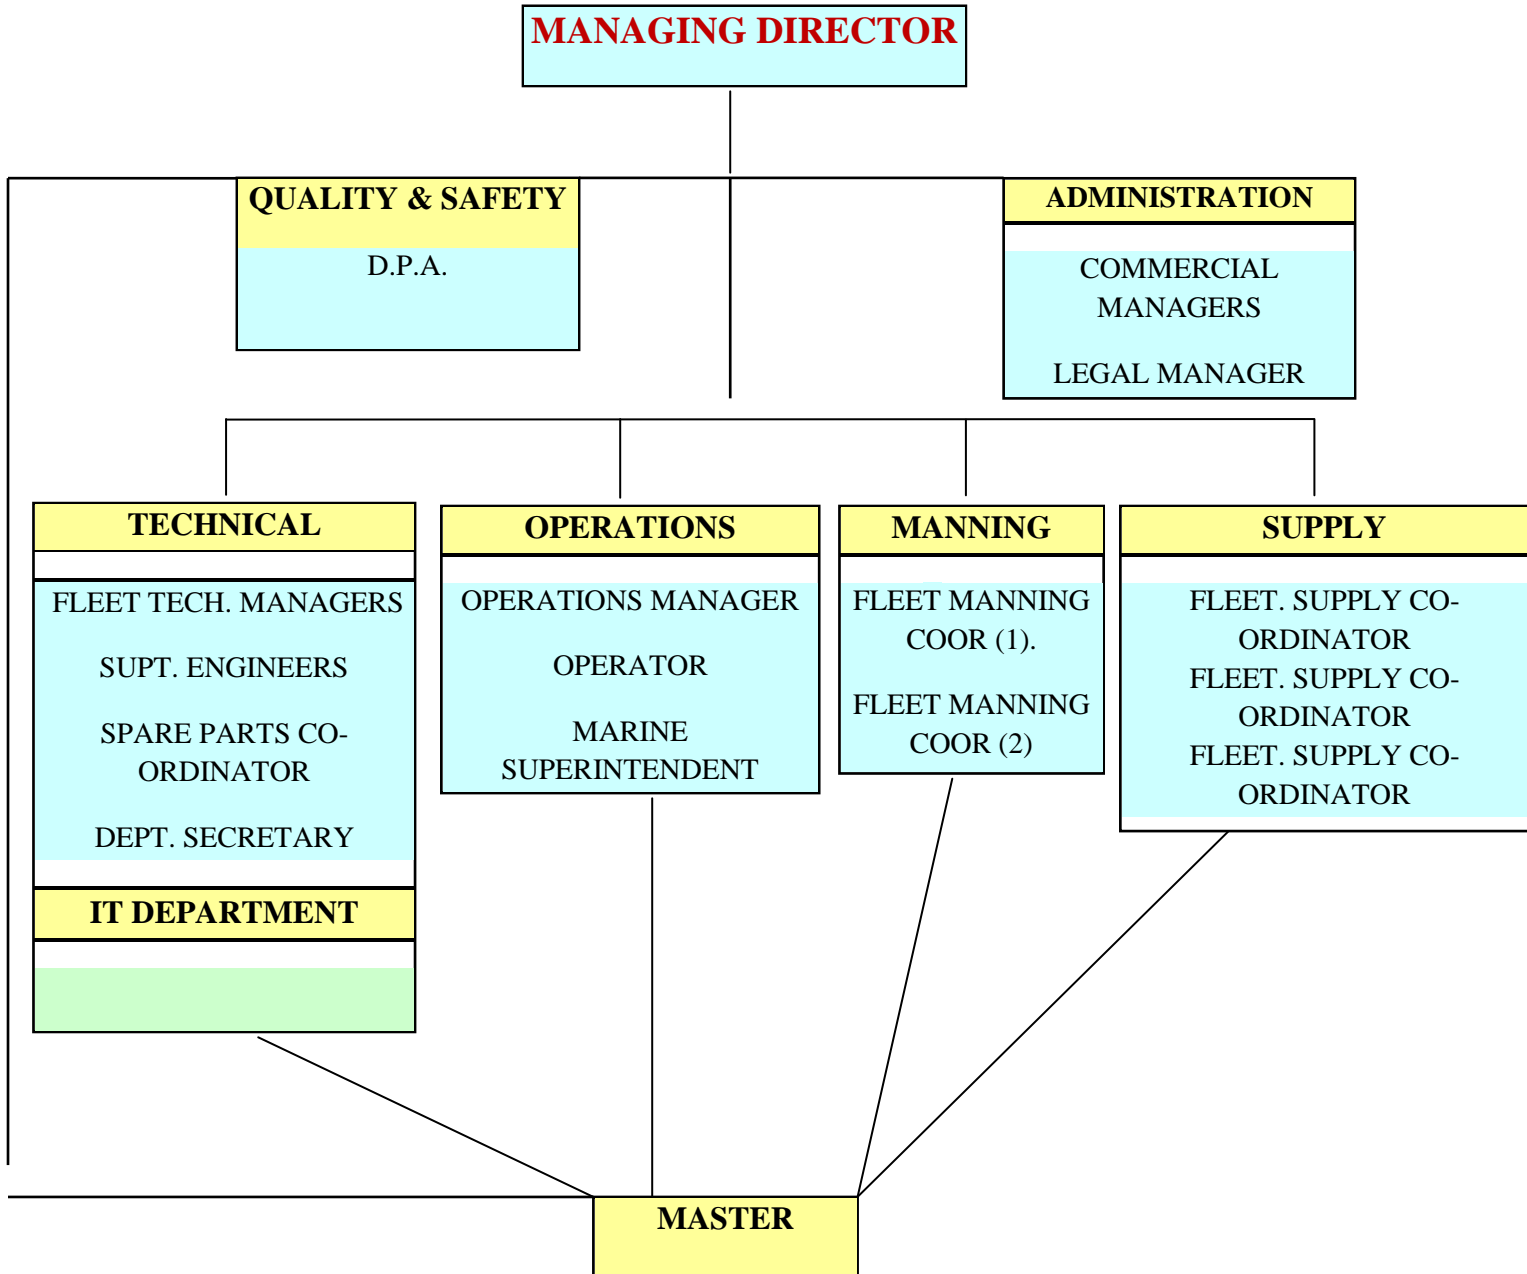 MANAGING DIRECTOR
QUALITY & SAFETY
D.P.A.
ADMINISTRATION
COMMERCIAL
MANAGERS
LEGAL MANAGER
TECHNICAL
FLEET TECH. MANAGERS
SUPT. ENGINEERS
SPARE PARTS CO-
ORDINATOR
DEPT. SECRETARY
IT DEPARTMENT
OPERATIONS
OPERATIONS MANAGER
OPERATOR
MARINE
SUPERINTENDENT
MANNING
FLEET MANNING
COOR (1).
FLEET MANNING
COOR (2)
SUPPLY
FLEET. SUPPLY CO-
ORDINATOR
FLEET. SUPPLY CO-
ORDINATOR
FLEET. SUPPLY CO-
ORDINATOR
MASTER